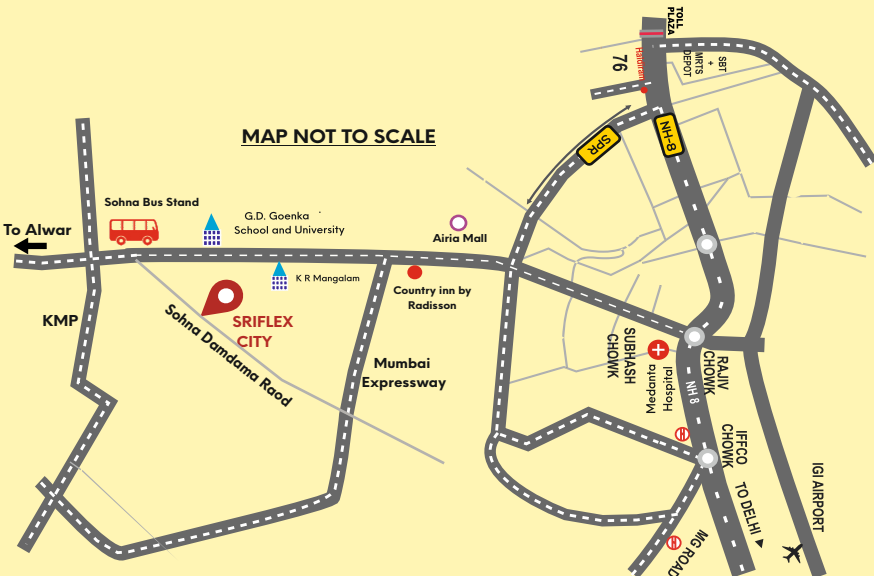 TOLL
PLAZA
Haldiram
76
SBT
+
MRTS
DEPOT
NH-8
SPR
MAP NOT TO SCALE
Sohna Bus Stand
To Alwar
G.D. Goenka
School and University
Airia Mall
K R Mangalam
Country inn by
Radisson
SRIFLEX
CITY
KMP
Sohna Damdama Raod
Mumbai
Expressway
SUBHASH
CHOWK
Medanta
Hospital
RAJIV
CHOWK
NH 8
IFFCO
CHOWK
TO DELHI
IGI AIRPORT
MG ROAD